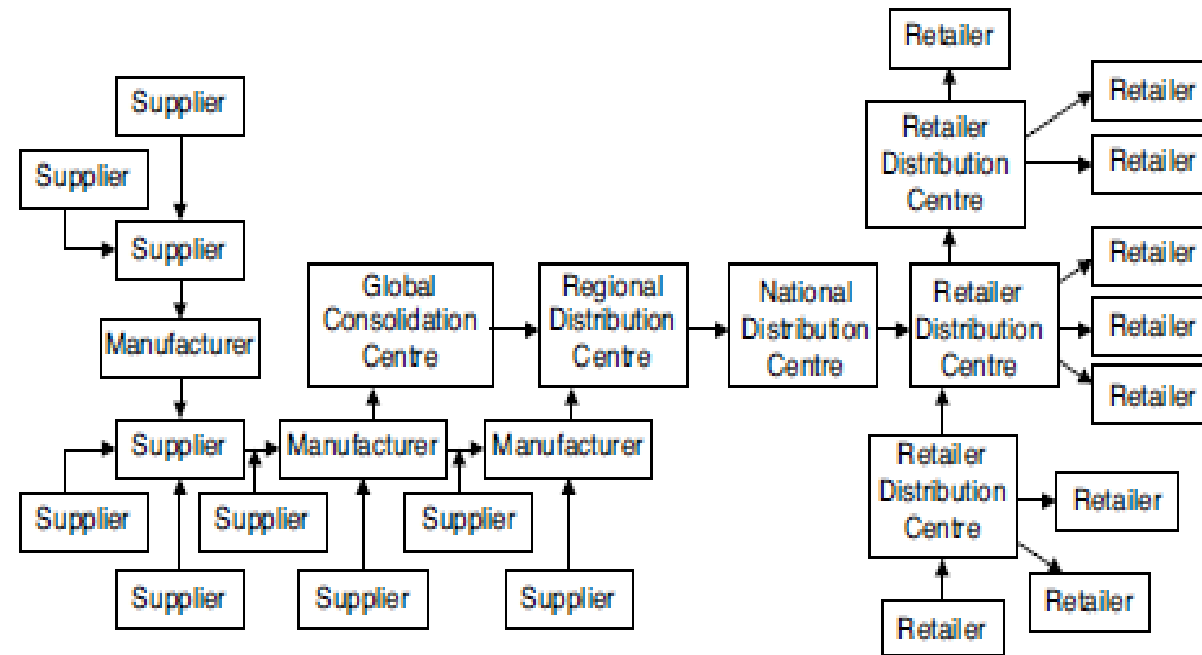 Retailer
Supplier
Retailer
Retailer
Distribution
Centre
Retailer
Supplier
Supplier
Retailer
Global
Consolidation
Centre
Regional
Distribution
Centre
National
Distribution
Centre
Retailer
Distribution
Centre
Retailer
Manufacturer
Retailer
Supplier
Manufacturer
Manufacturer
Retailer
Distribution
Centre
Retailer
Supplier
Supplier
Supplier
Supplier
Supplier
Supplier
Retailer
Retailer